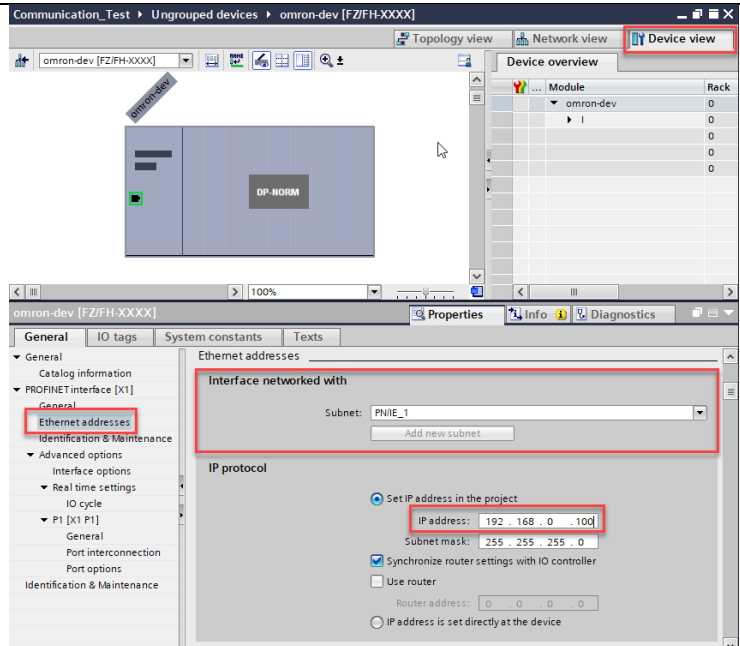 Communication_Test ▸ Ungrouped devices ▸ omron-dev [FZ/FH-XXXX]
Topology view
Network view
Device view
omron-dev [FZ/FH-XXXX]
Device overview
... Module Rack
omron-dev 0
I 0
0
0
0
omron-dev
DP-NORM
100%
omron-dev [FZ/FH-XXXX]
Properties
Info
Diagnostics
General
IO tags
System constants
Texts
General
Catalog information
PROFINET interface [X1]
General
Ethernet addresses
Identification & Maintenance
Advanced options
Interface options
Real time settings
IO cycle
P1 [X1 P1]
General
Port interconnection
Port options
Identification & Maintenance
Ethernet addresses
Interface networked with
Subnet: PN/IE_1
Add new subnet
IP protocol
Set IP address in the project
IP address: 192 . 168 . 0 . 100
Subnet mask: 255 . 255 . 255 . 0
Synchronize router settings with IO controller
Use router
Router address: 0 . 0 . 0 . 0
IP address is set directly at the device